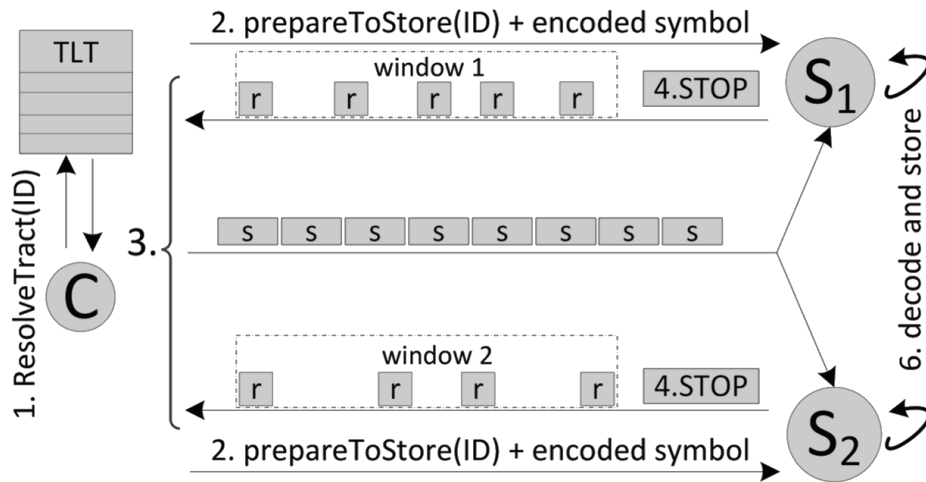 2. prepareToStore(ID) + encoded symbol
TLT
window 1
r r r r r
4.STOP
S1
1. ResolveTract(ID)
C
3.
s s s s s s s s
6. decode and store
window 2
r r r r
4.STOP
S2
2. prepareToStore(ID) + encoded symbol